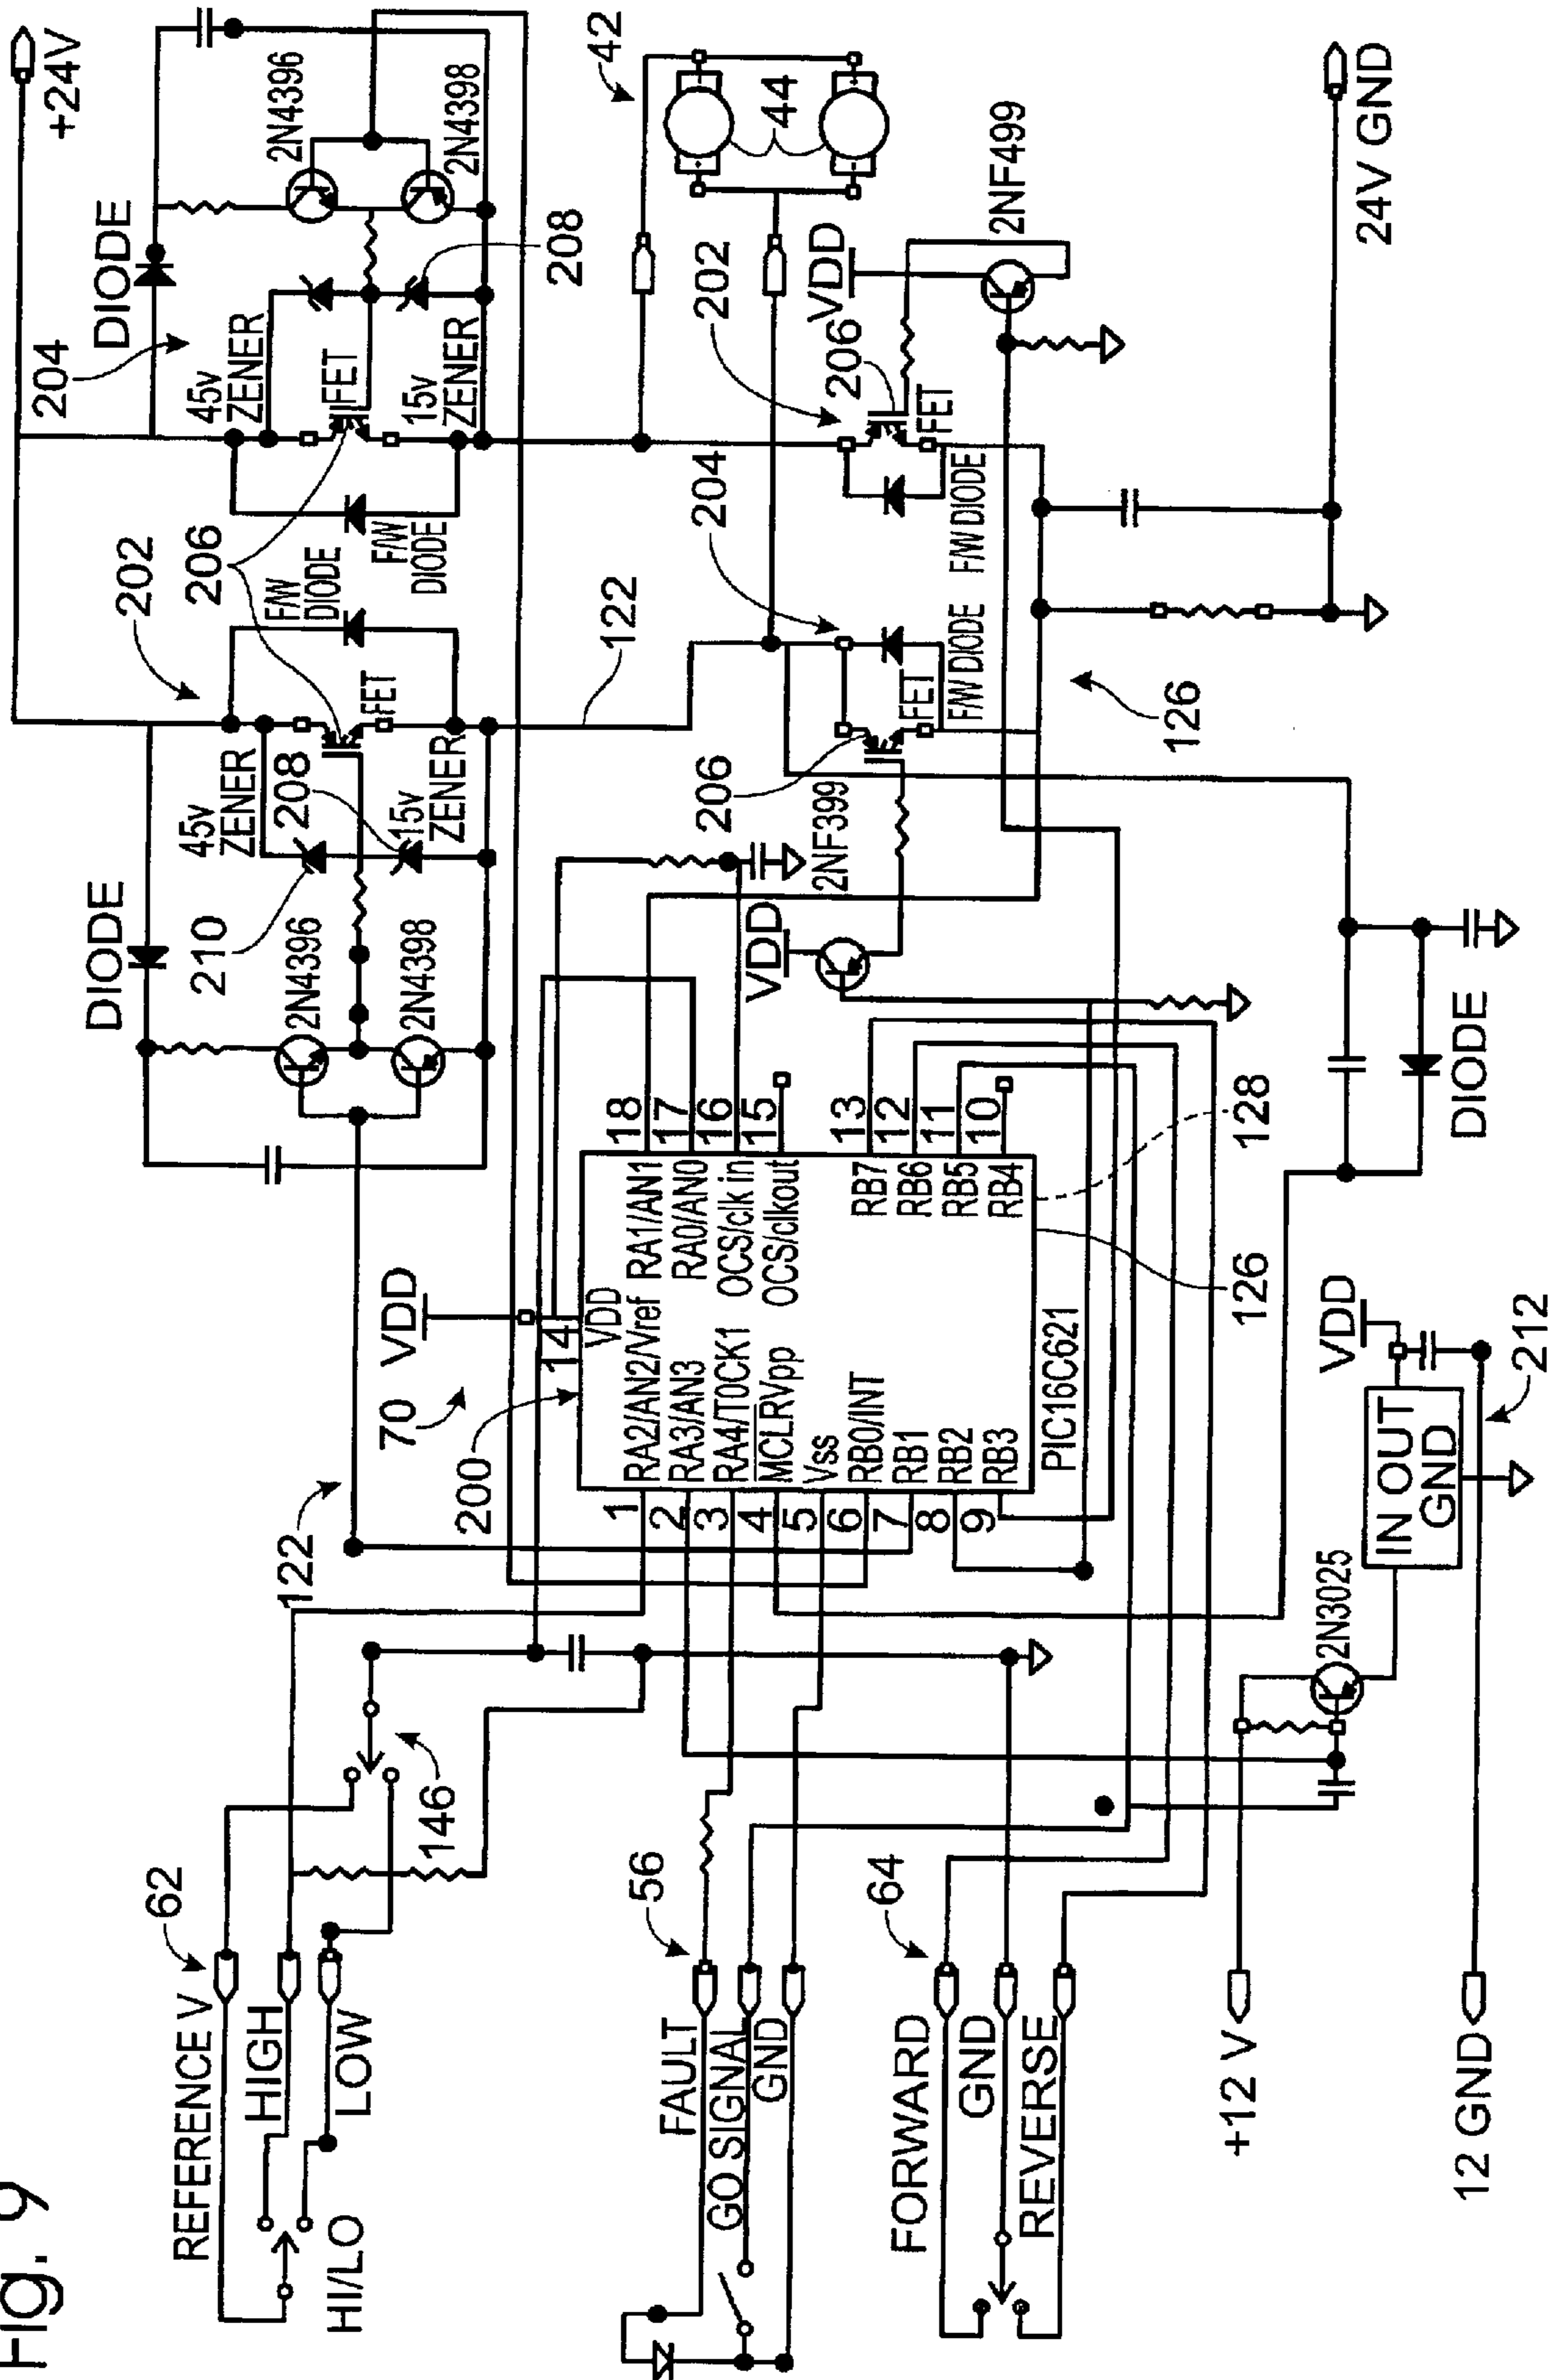 Fig. 9
REFERENCE V
62
HIGH
LOW
HI/LO
146
122
70
VDD
200
56
FAULT
GO SIGNAL
GND
64
FORWARD
GND
REVERSE
+12 V
12 GND
2N3025
IN OUT
GND
VDD
212
1
2
3
4
5
6
7
8
9
14
VDD
RA2/AN2/Vref
RA3/AN3
RA4/TOCK1
MCLRVpp
Vss
RB0/INT
RB1
RB2
RB3
PIC16C621
RA1/AN1
RA0/AN0
OCS/clk in
OCS/clkout
RB7
RB6
RB5
RB4
18
17
16
15
13
12
11
10
126
128
DIODE
DIODE
210
2N4396
2N4398
45v
ZENER
208
15v
ZENER
FET
202
206
F/W
DIODE
F/W
DIODE
122
204
DIODE
45v
ZENER
FET
15v
ZENER
208
2N4396
2N4398
+24V
42
44
VDD
2NF399
206
FET
204
F/W DIODE
126
202
206
FET
F/W DIODE
VDD
2NF499
24V GND